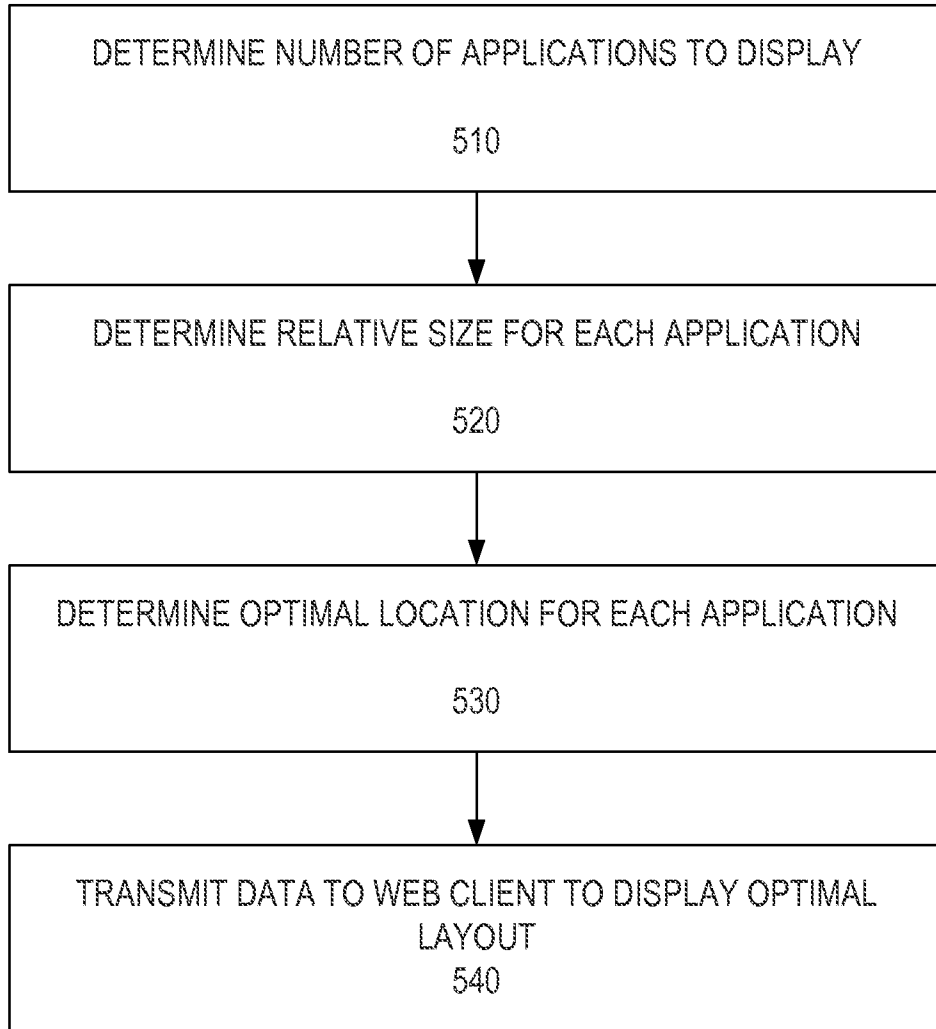 DETERMINE NUMBER OF APPLICATIONS TO DISPLAY
510
DETERMINE RELATIVE SIZE FOR EACH APPLICATION
520
DETERMINE OPTIMAL LOCATION FOR EACH APPLICATION
530
TRANSMIT DATA TO WEB CLIENT TO DISPLAY OPTIMAL
LAYOUT
540